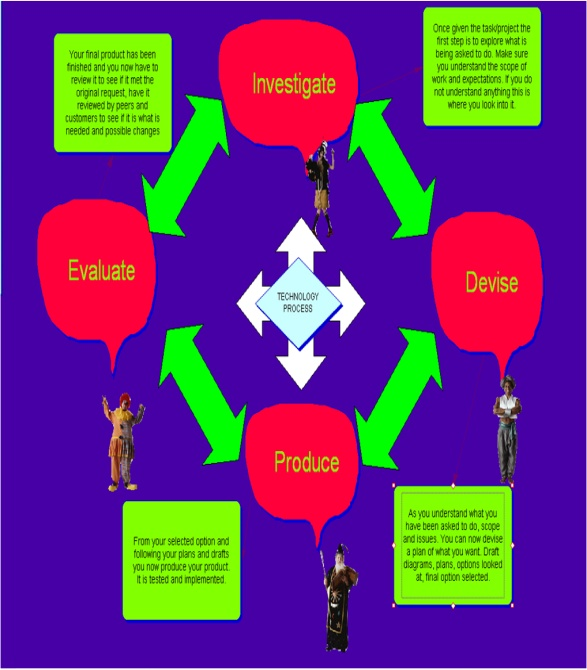 Your final product has been
finished and you now have to
review it to see if it met the
original request, have it
reviewed by peers and
customers to see if it is what is
needed and possible changes
Investigate
Once given the task/project the
first step is to explore what is
being asked to do. Make sure
you understand the scope of
work and expectations. If you do
not understand anything this is
where you look into it.
Evaluate
TECHNOLOGY
PROCESS
Devise
Produce
From your selected option and
following your plans and drafts
you now produce your product.
It is tested and implemented.
As you understand what you
have been asked to do, scope
and issues. You can now devise
a plan of what you want. Draft
diagrams, plans, options looked
at, final option selected.